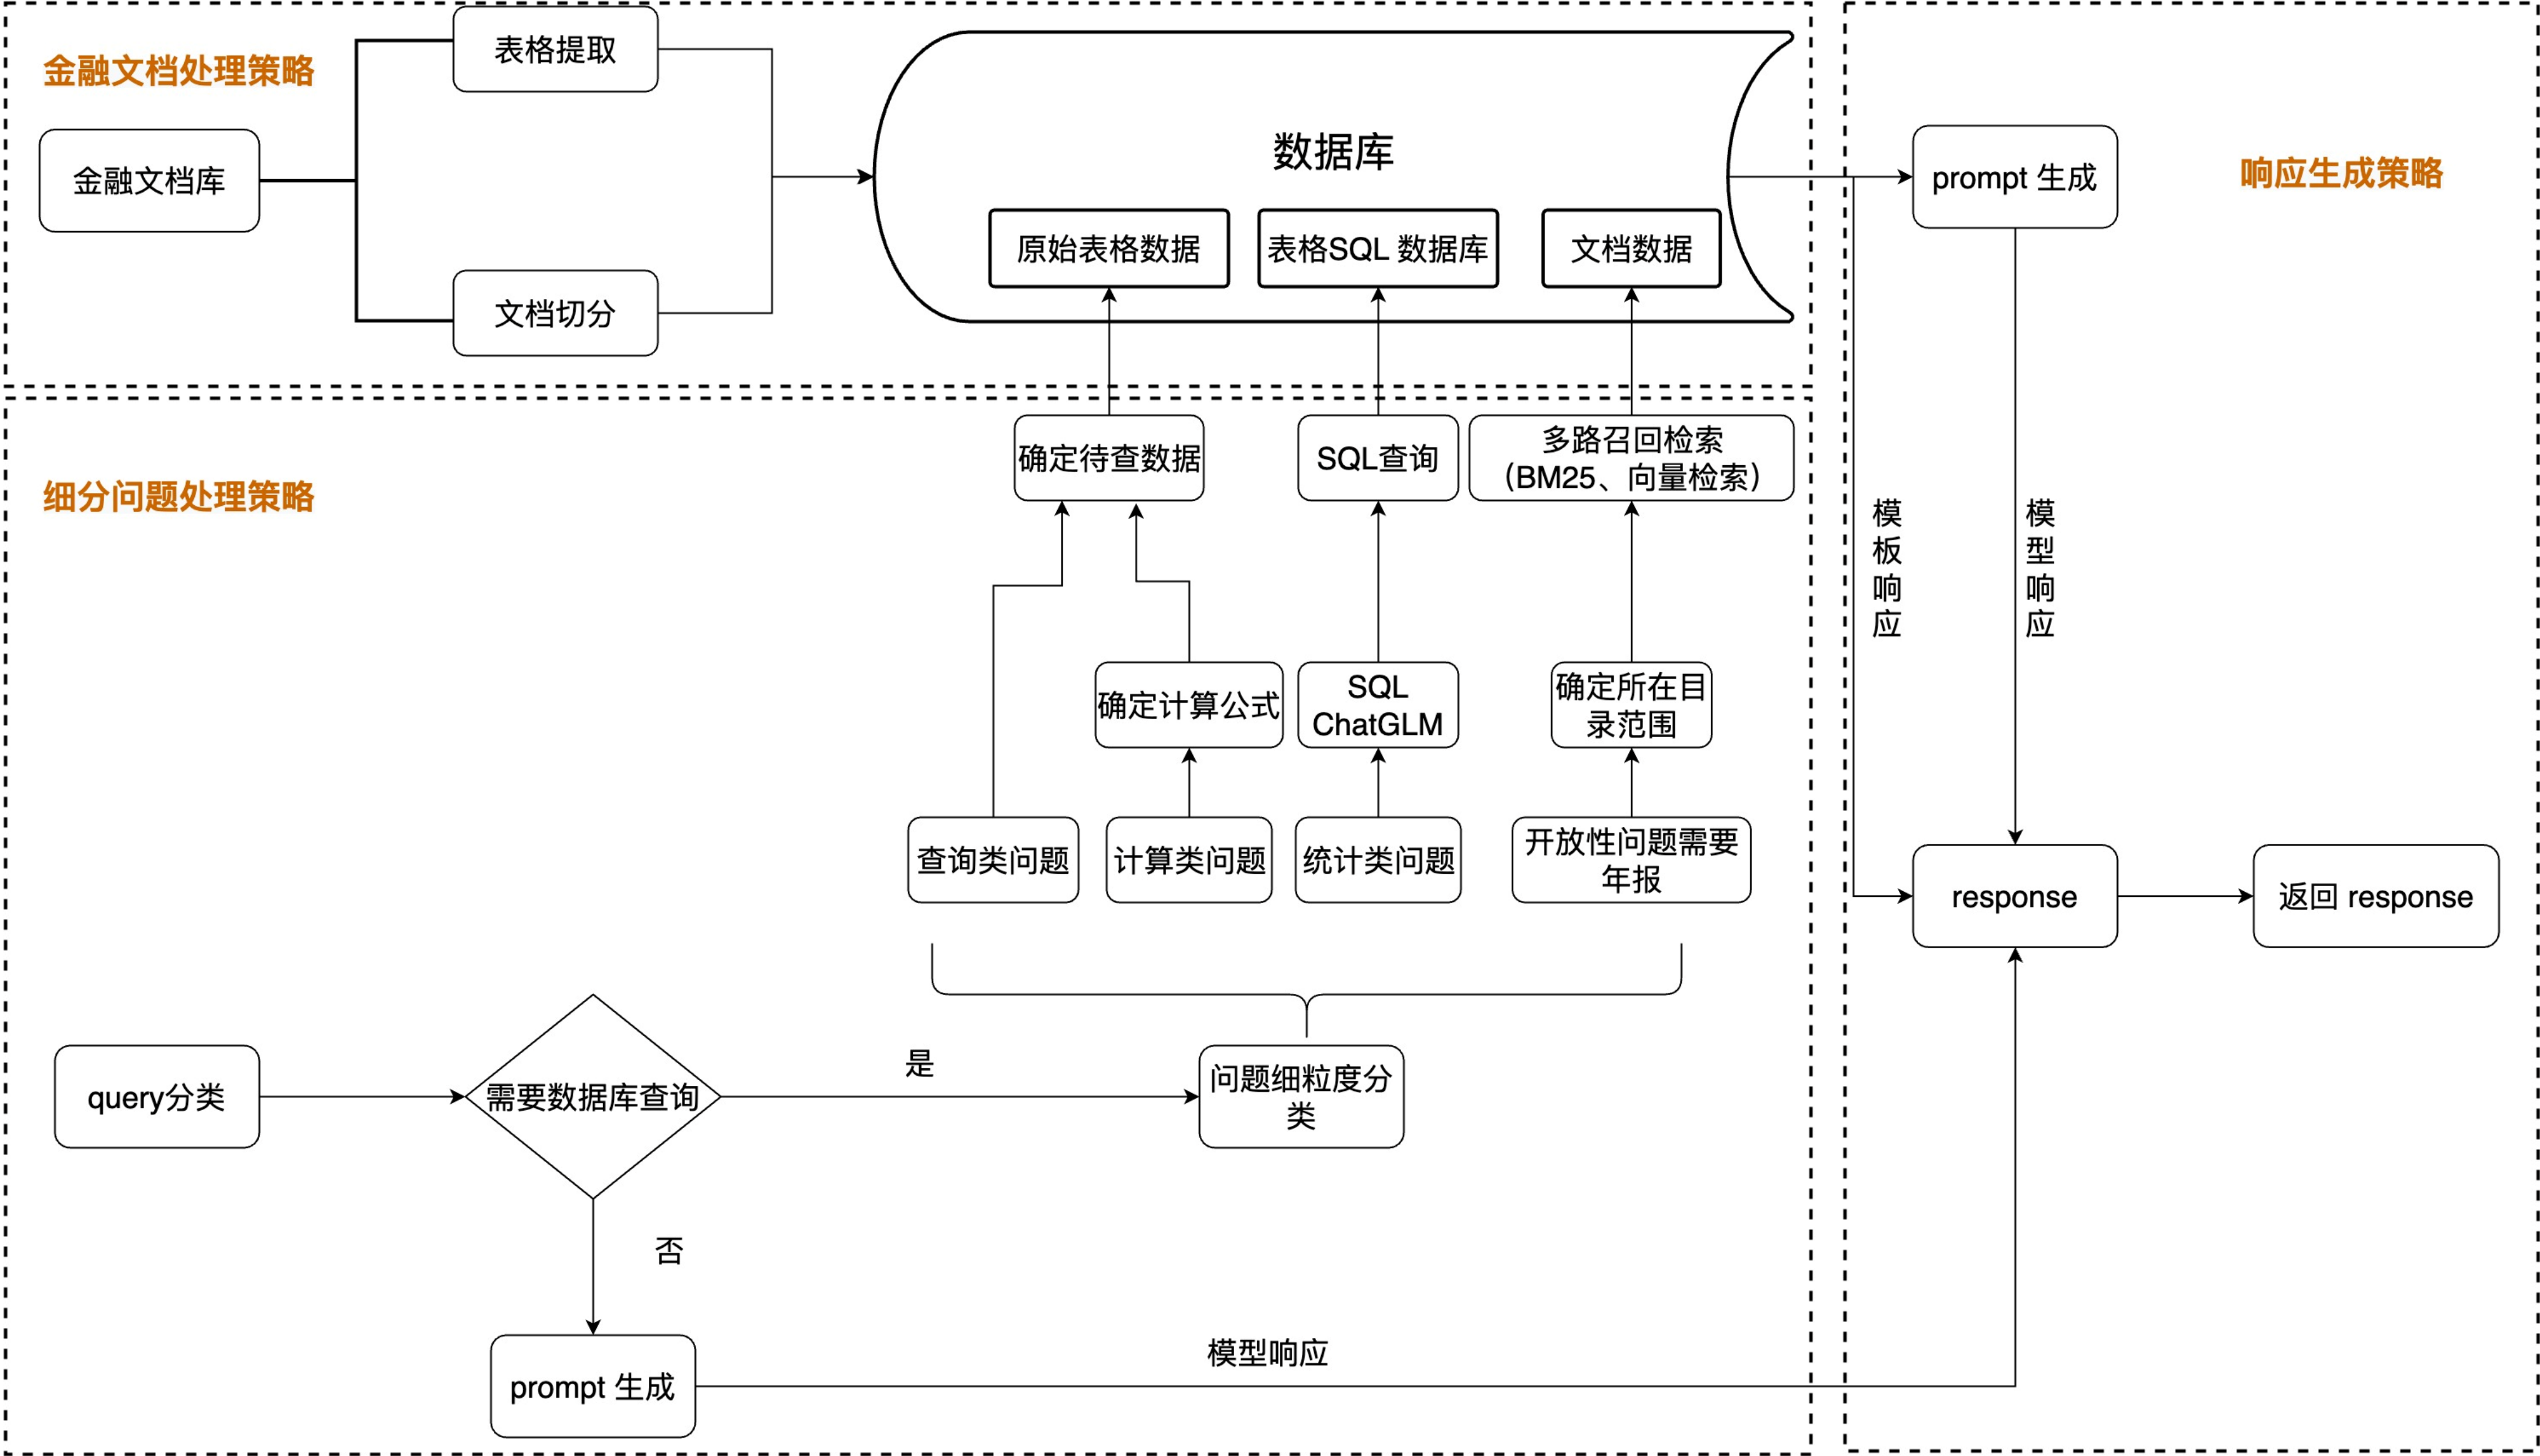 金融文档处理策略
金融文档库
表格提取
文档切分
数据库
原始表格数据
表格SQL 数据库
文档数据
细分问题处理策略
确定待查数据
SQL查询
多路召回检索
（BM25、向量检索）
确定计算公式
SQL
ChatGLM
确定所在目
录范围
查询类问题
计算类问题
统计类问题
开放性问题需要
年报
query分类
需要数据库查询
是
问题细粒度分
类
否
prompt 生成
模型响应
响应生成策略
prompt 生成
模板响应
模型响应
response
返回 response